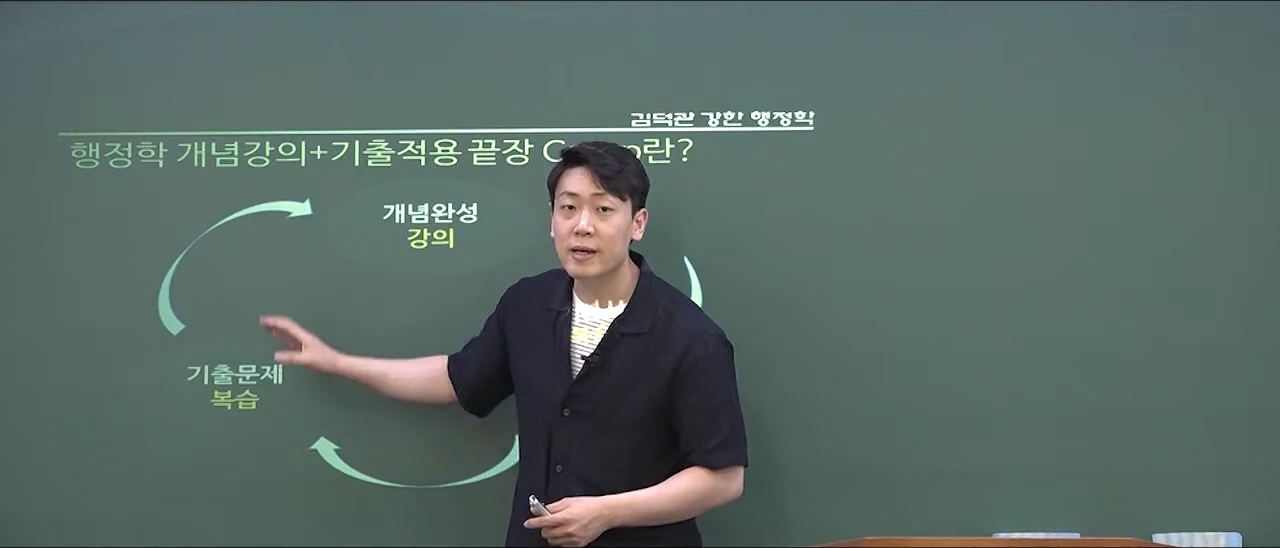 김덕관 강한 행정학
행정학 개념강의+기출적용 끝장 C 란?
개념완성
강의
기출문제
복습